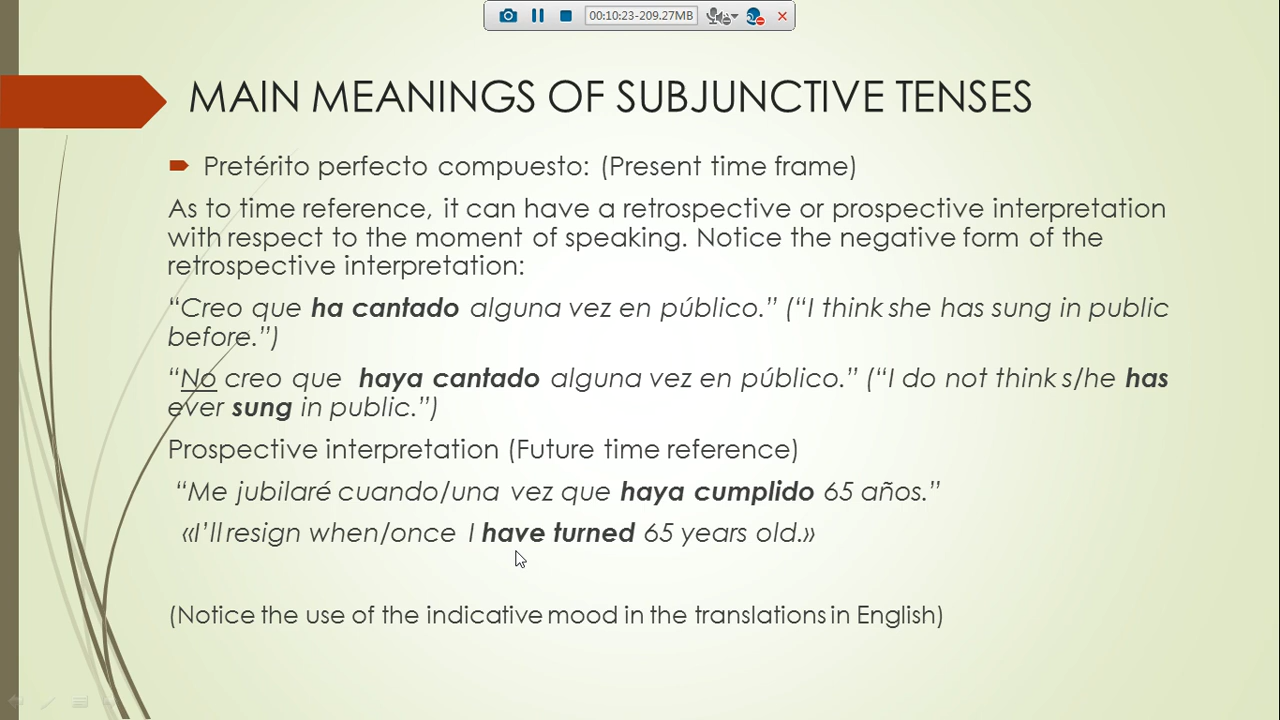 00:10:23-209.27MB
MAIN MEANINGS OF SUBJUNCTIVE TENSES
Pretérito perfecto compuesto: (Present time frame)
As to time reference, it can have a retrospective or prospective interpretation
with respect to the moment of speaking. Notice the negative form of the
retrospective interpretation:
“Creo que ha cantado alguna vez en público.” (“I think she has sung in public
before.”)
“No creo que haya cantado alguna vez en público.” (“I do not think s/he has
ever sung in public.”)
Prospective interpretation (Future time reference)
“Me jubilaré cuando/una vez que haya cumplido 65 años.”
«I’ll resign when/once I have turned 65 years old.»
(Notice the use of the indicative mood in the translations in English)